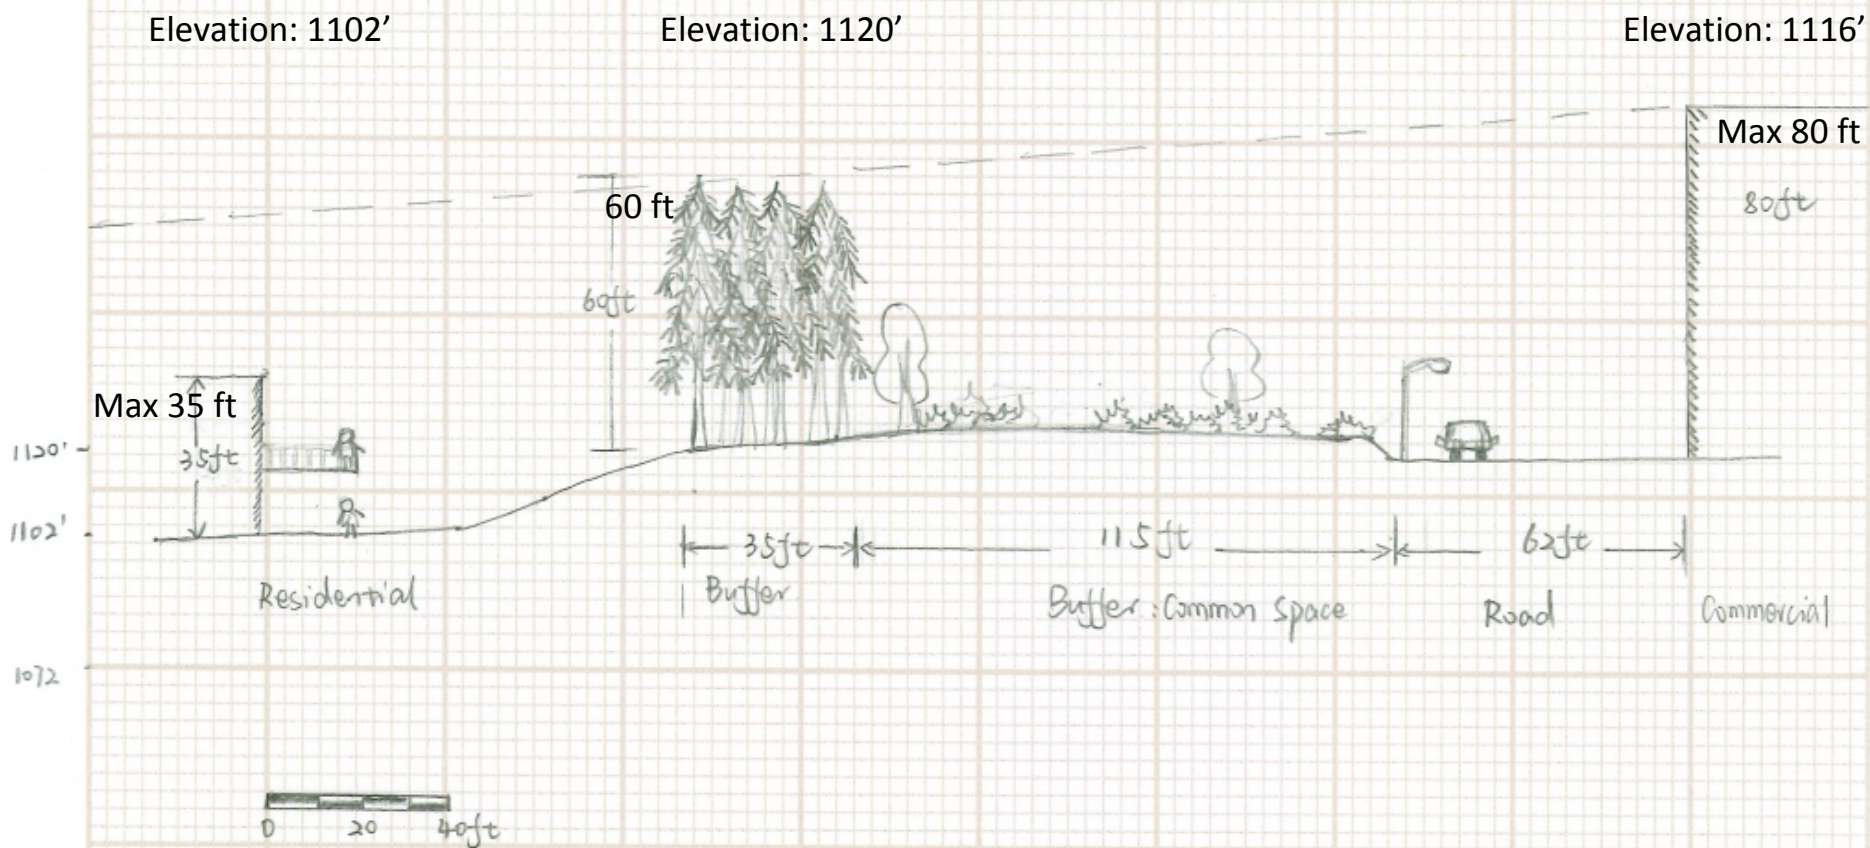 Elevation: 1102’
Elevation: 1120’
Elevation: 1116’
Max 80 ft
80ft
60 ft
60ft
Max 35 ft
35ft
1120'
1102'
35ft
115ft
62ft
Residential
Buffer
Buffer : Common Space
Road
Commercial
1072
0 20 40ft